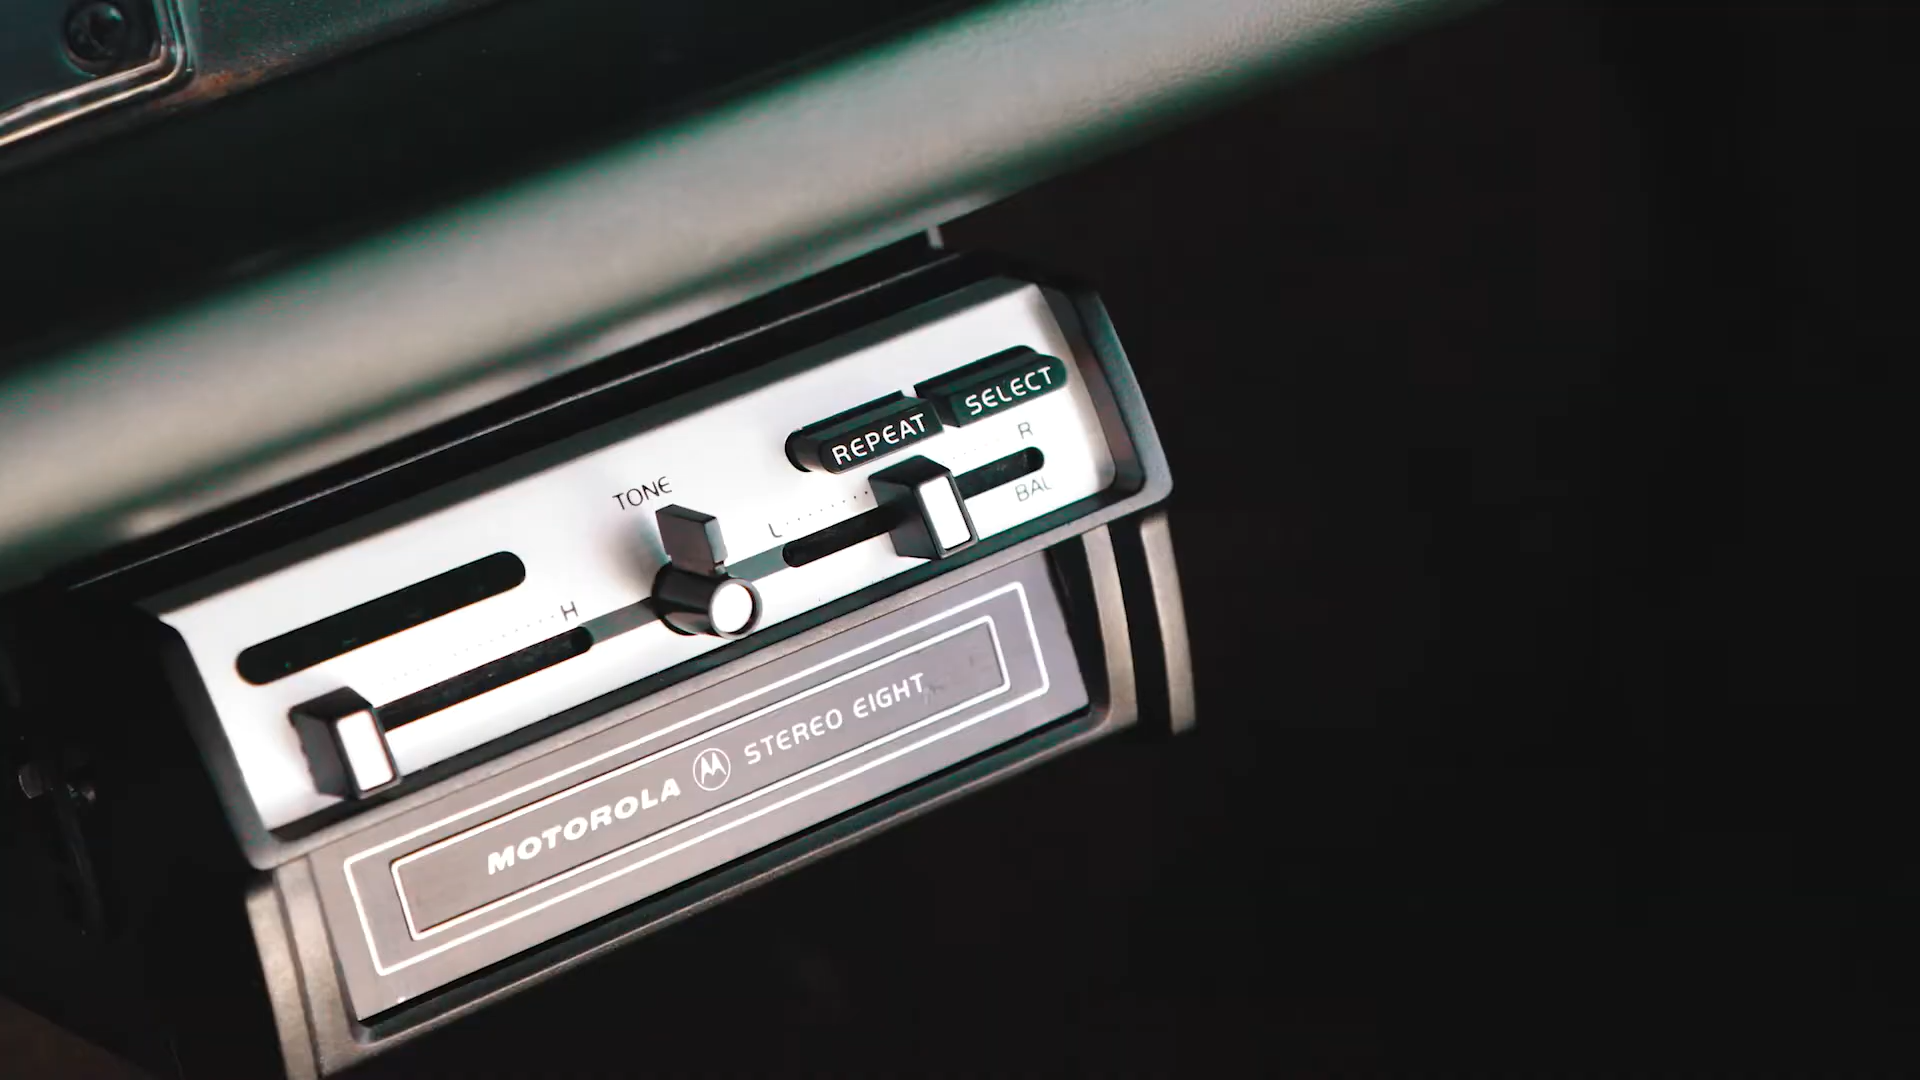 SELECT
REPEAT
R
TONE
L
BAL
H
MOTOROLA M STEREO EIGHT